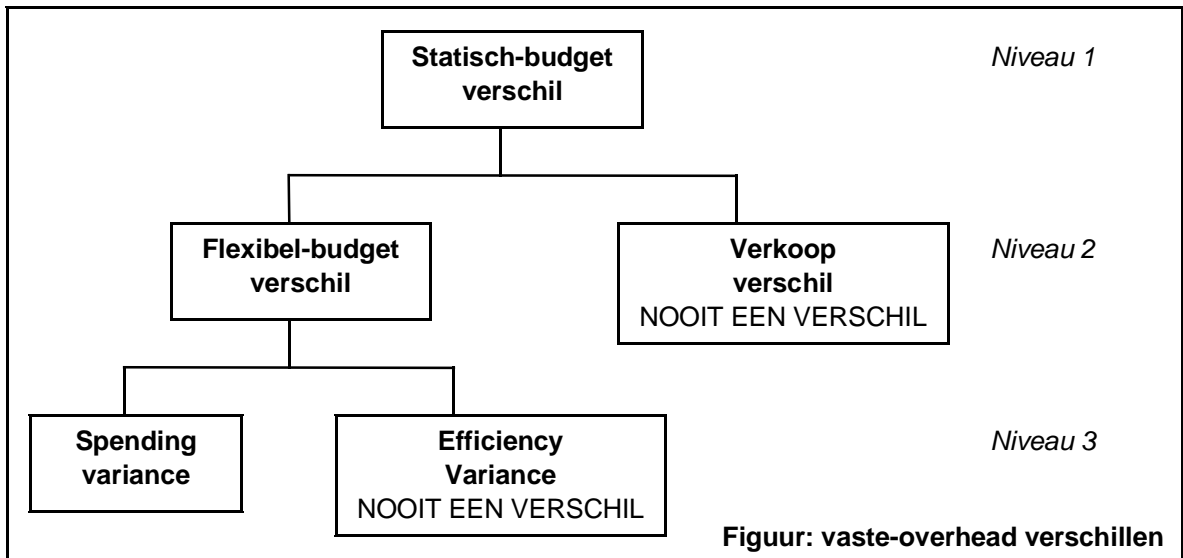 Statisch-budget
verschil
Niveau 1
Flexibel-budget
verschil
Verkoop
verschil
NOOIT EEN VERSCHIL
Niveau 2
Spending
variance
Efficiency
Variance
NOOIT EEN VERSCHIL
Niveau 3
Figuur: vaste-overhead verschillen